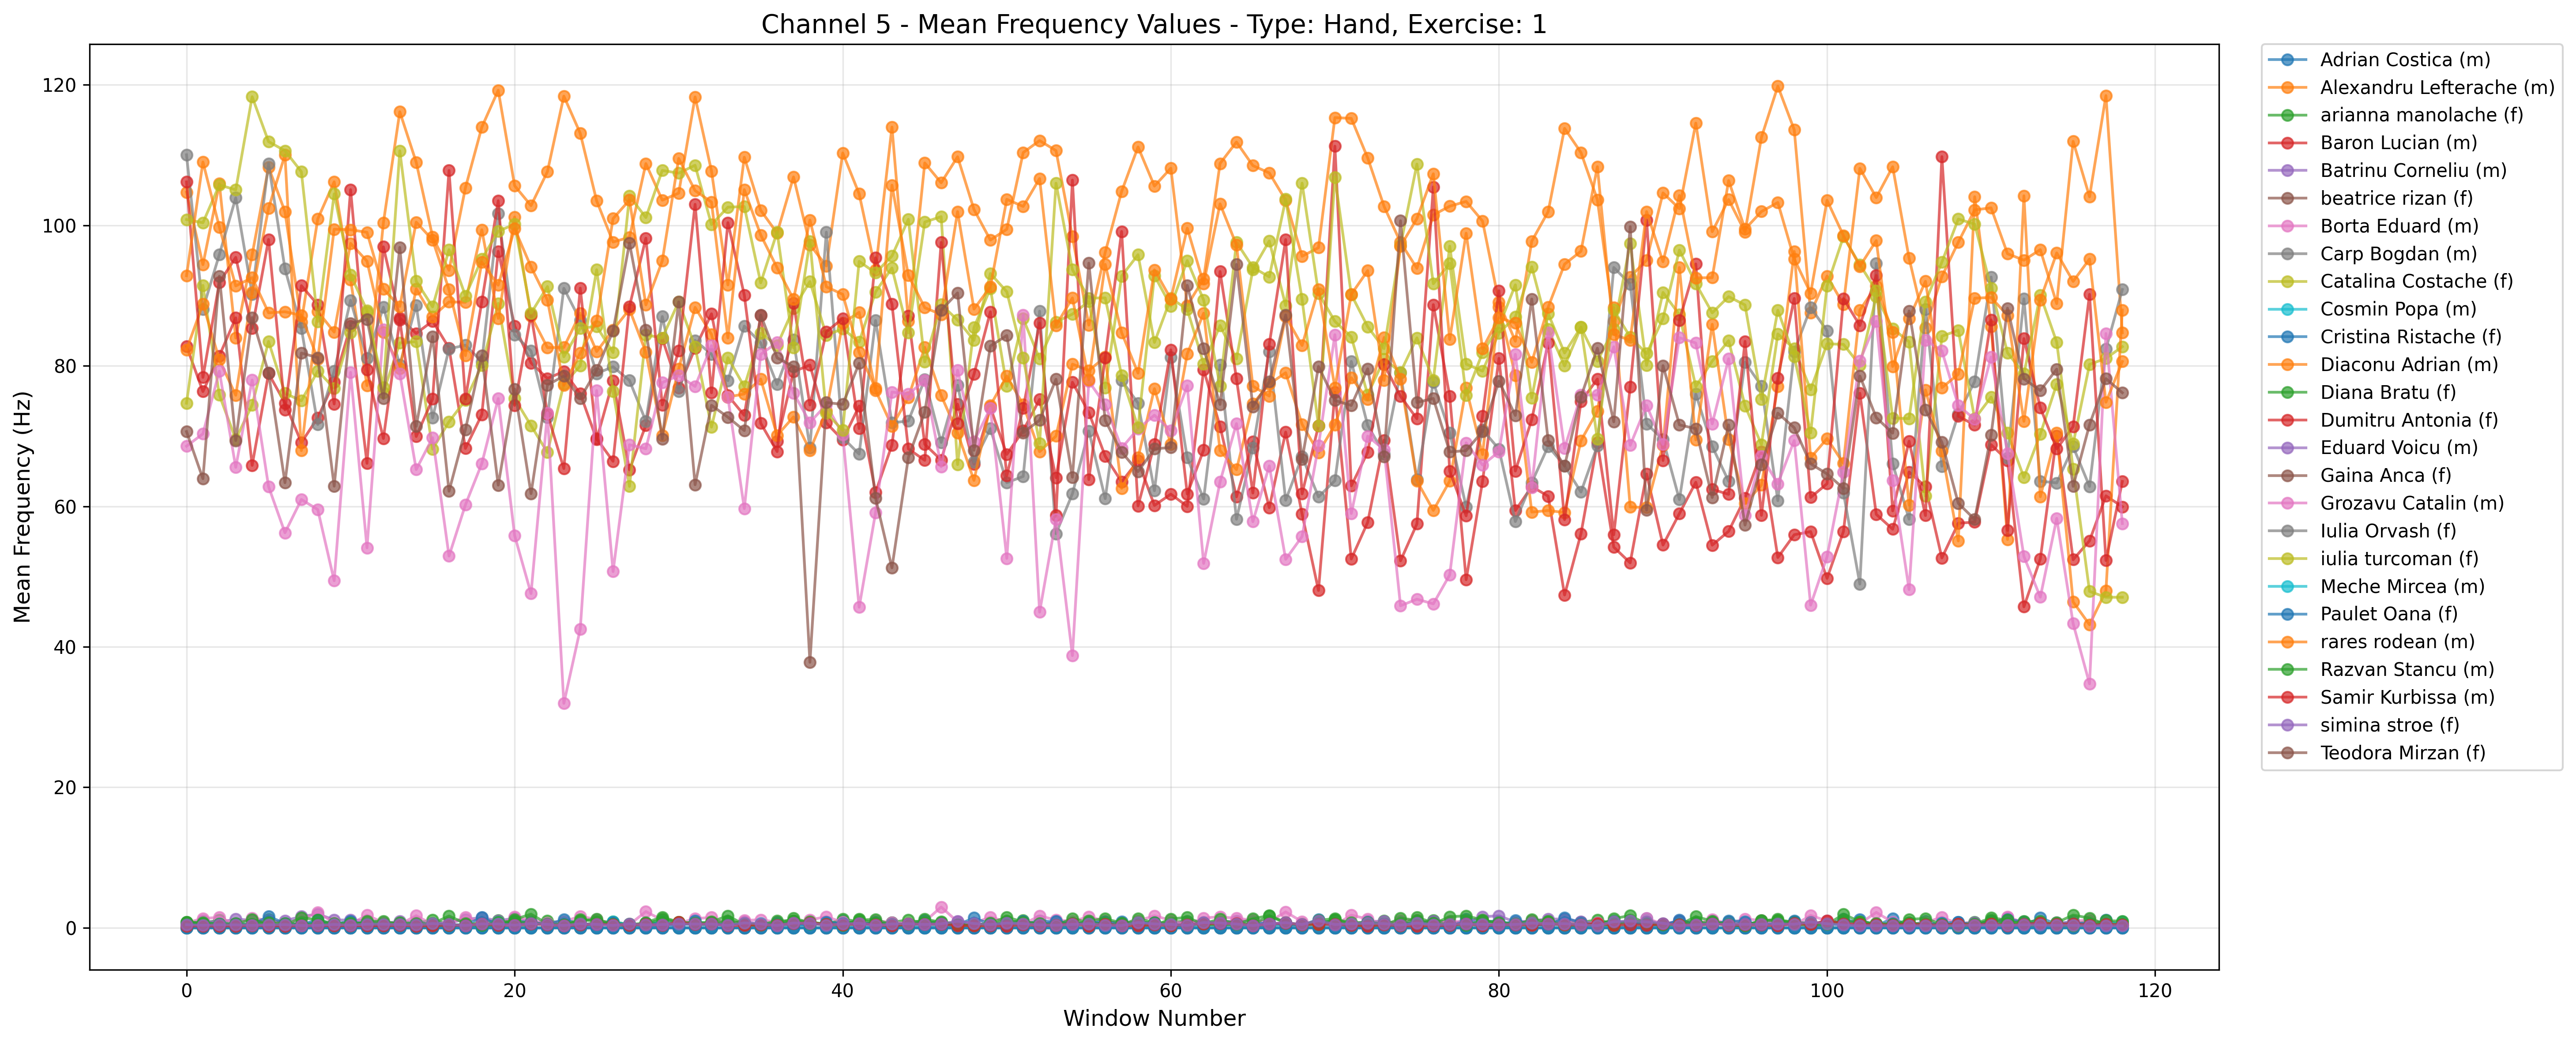 Channel 5 - Mean Frequency Values - Type: Hand, Exercise: 1
Mean Frequency (Hz)
120
100
80
60
40
20
0
0
20
40
60
80
100
120
Window Number
Adrian Costica (m)
Alexandru Lefterache (m)
arianna manolache (f)
Baron Lucian (m)
Batrinu Corneliu (m)
beatrice rizan (f)
Borta Eduard (m)
Carp Bogdan (m)
Catalina Costache (f)
Cosmin Popa (m)
Cristina Ristache (f)
Diaconu Adrian (m)
Diana Bratu (f)
Dumitru Antonia (f)
Eduard Voicu (m)
Gaina Anca (f)
Grozavu Catalin (m)
Iulia Orvash (f)
iulia turcoman (f)
Meche Mircea (m)
Paulet Oana (f)
rares rodean (m)
Razvan Stancu (m)
Samir Kurbissa (m)
simina stroe (f)
Teodora Mirzan (f)